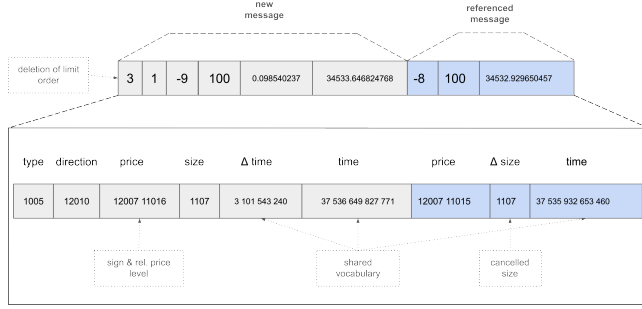 new
message
referenced
message
deletion of limit
order
3 1 -9 100 0.098540237 34533.646824768 -8 100 34532.929650457
type direction price size Δ time time price Δ size time
1005 12010 12007 11016 1107 3 101 543 240 37 536 649 827 771 12007 11015 1107 37 535 932 653 460
sign & rel. price
level
shared
vocabulary
cancelled
size